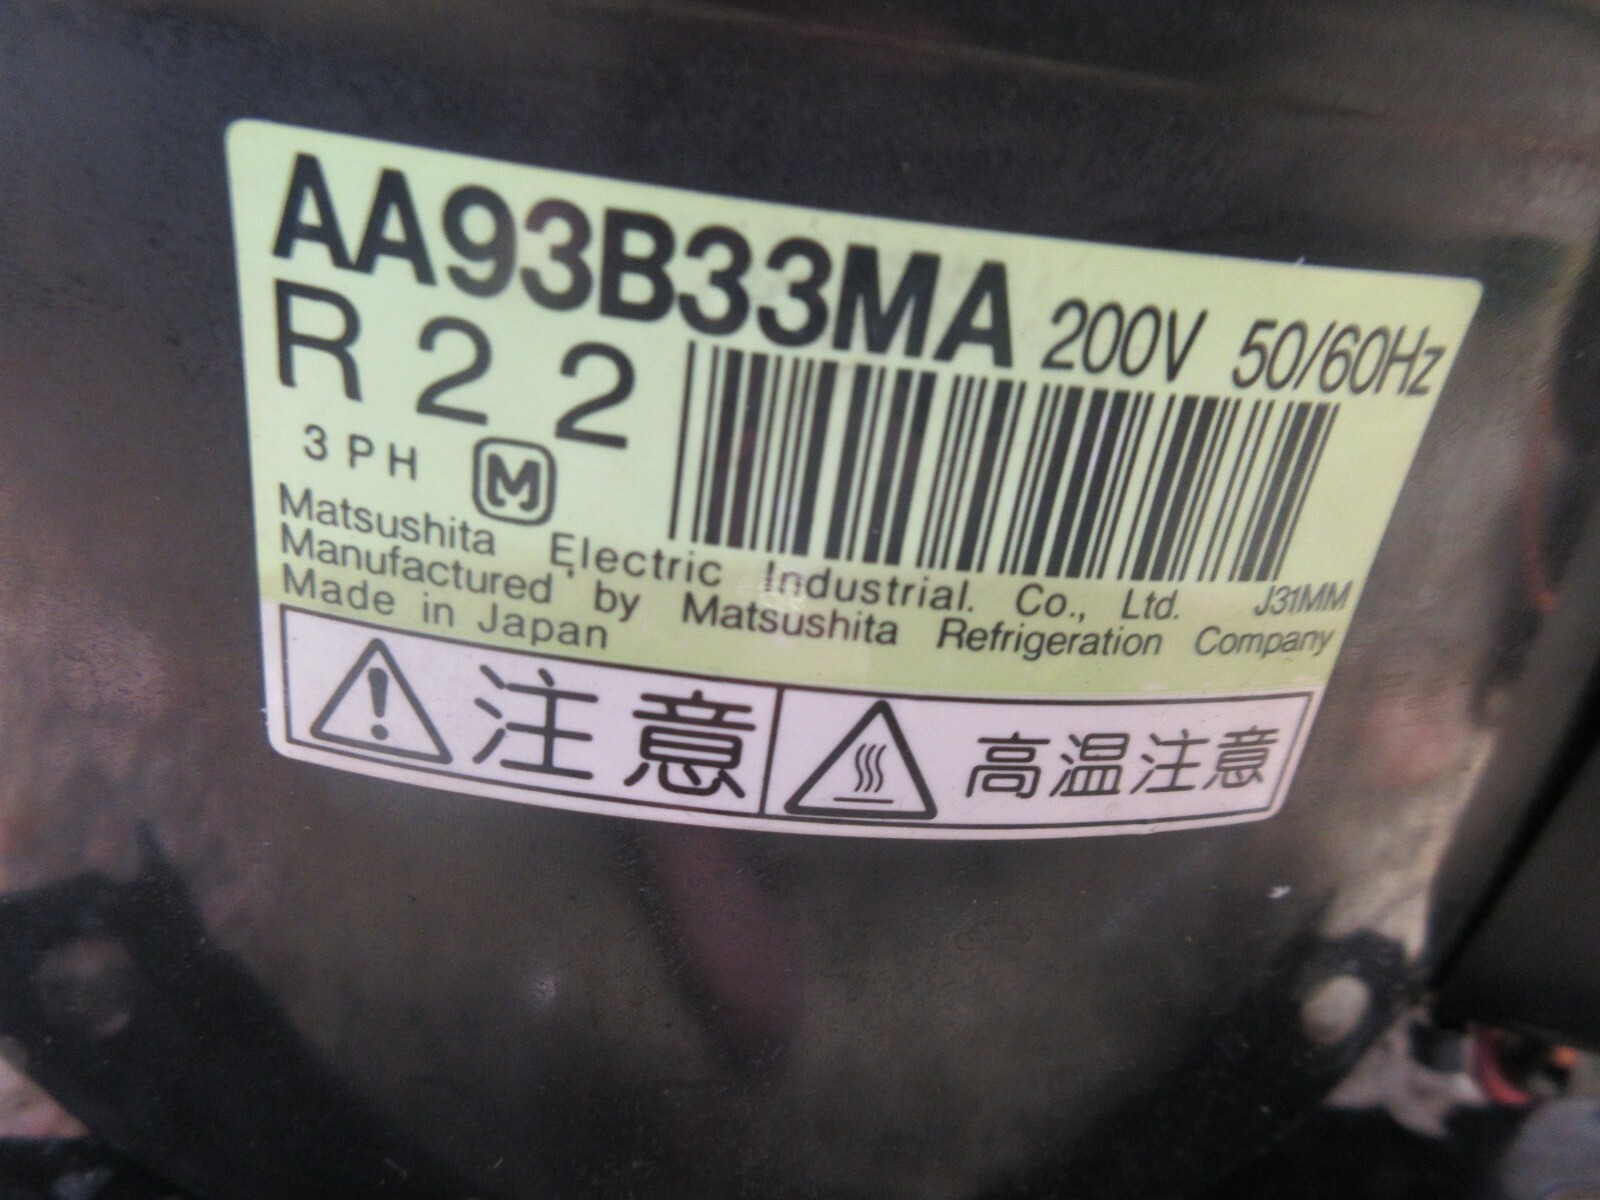 AA93B33MA 200V 50/60Hz
R22
3PH M
Matsushita Electric Industrial. Co., Ltd. J31MM
Manufactured by Matsushita Refrigeration Company
Made in Japan
注意 高温注意